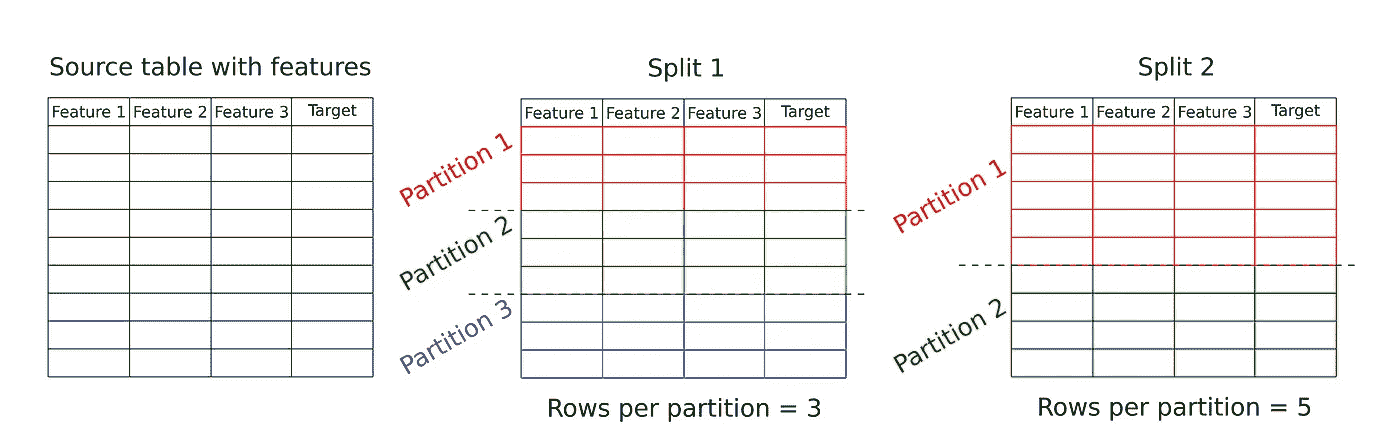 Source table with features
Feature 1 Feature 2 Feature 3 Target
Split 1
Feature 1 Feature 2 Feature 3 Target
Partition 1
Partition 2
Partition 3
Rows per partition = 3
Split 2
Feature 1 Feature 2 Feature 3 Target
Partition 1
Partition 2
Rows per partition = 5